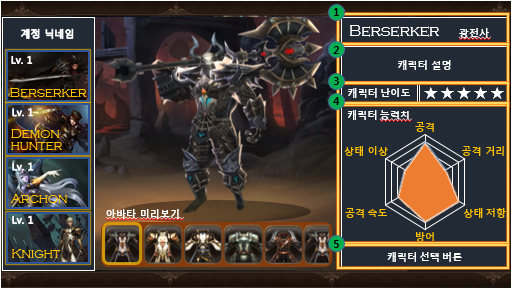 계정 닉네임
Lv. 1
BERSERKER
Lv. 1
DEMON
HUNTER
Lv. 1
ARCHON
Lv. 1
KNIGHT
아바타 미리보기
1
BERSERKER 광전사
2
캐릭터 설명
3
캐릭터 난이도 ★★★★★
4
캐릭터 능력치
공격
상태 이상
공격 거리
공격 속도
상태 저항
방어
5
캐릭터 선택 버튼